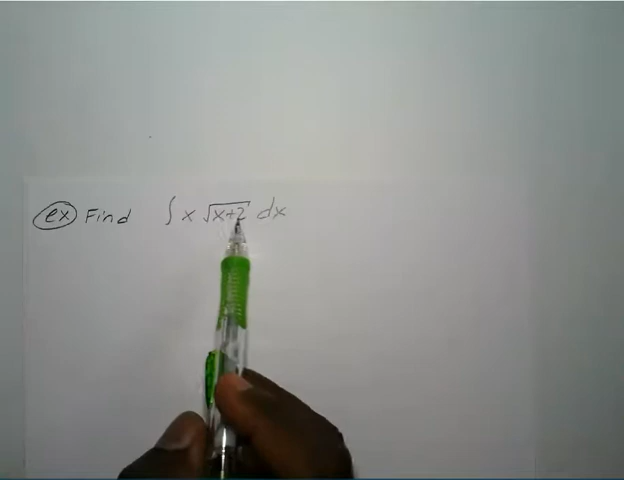 ex Find ∫ x √x+2 dx